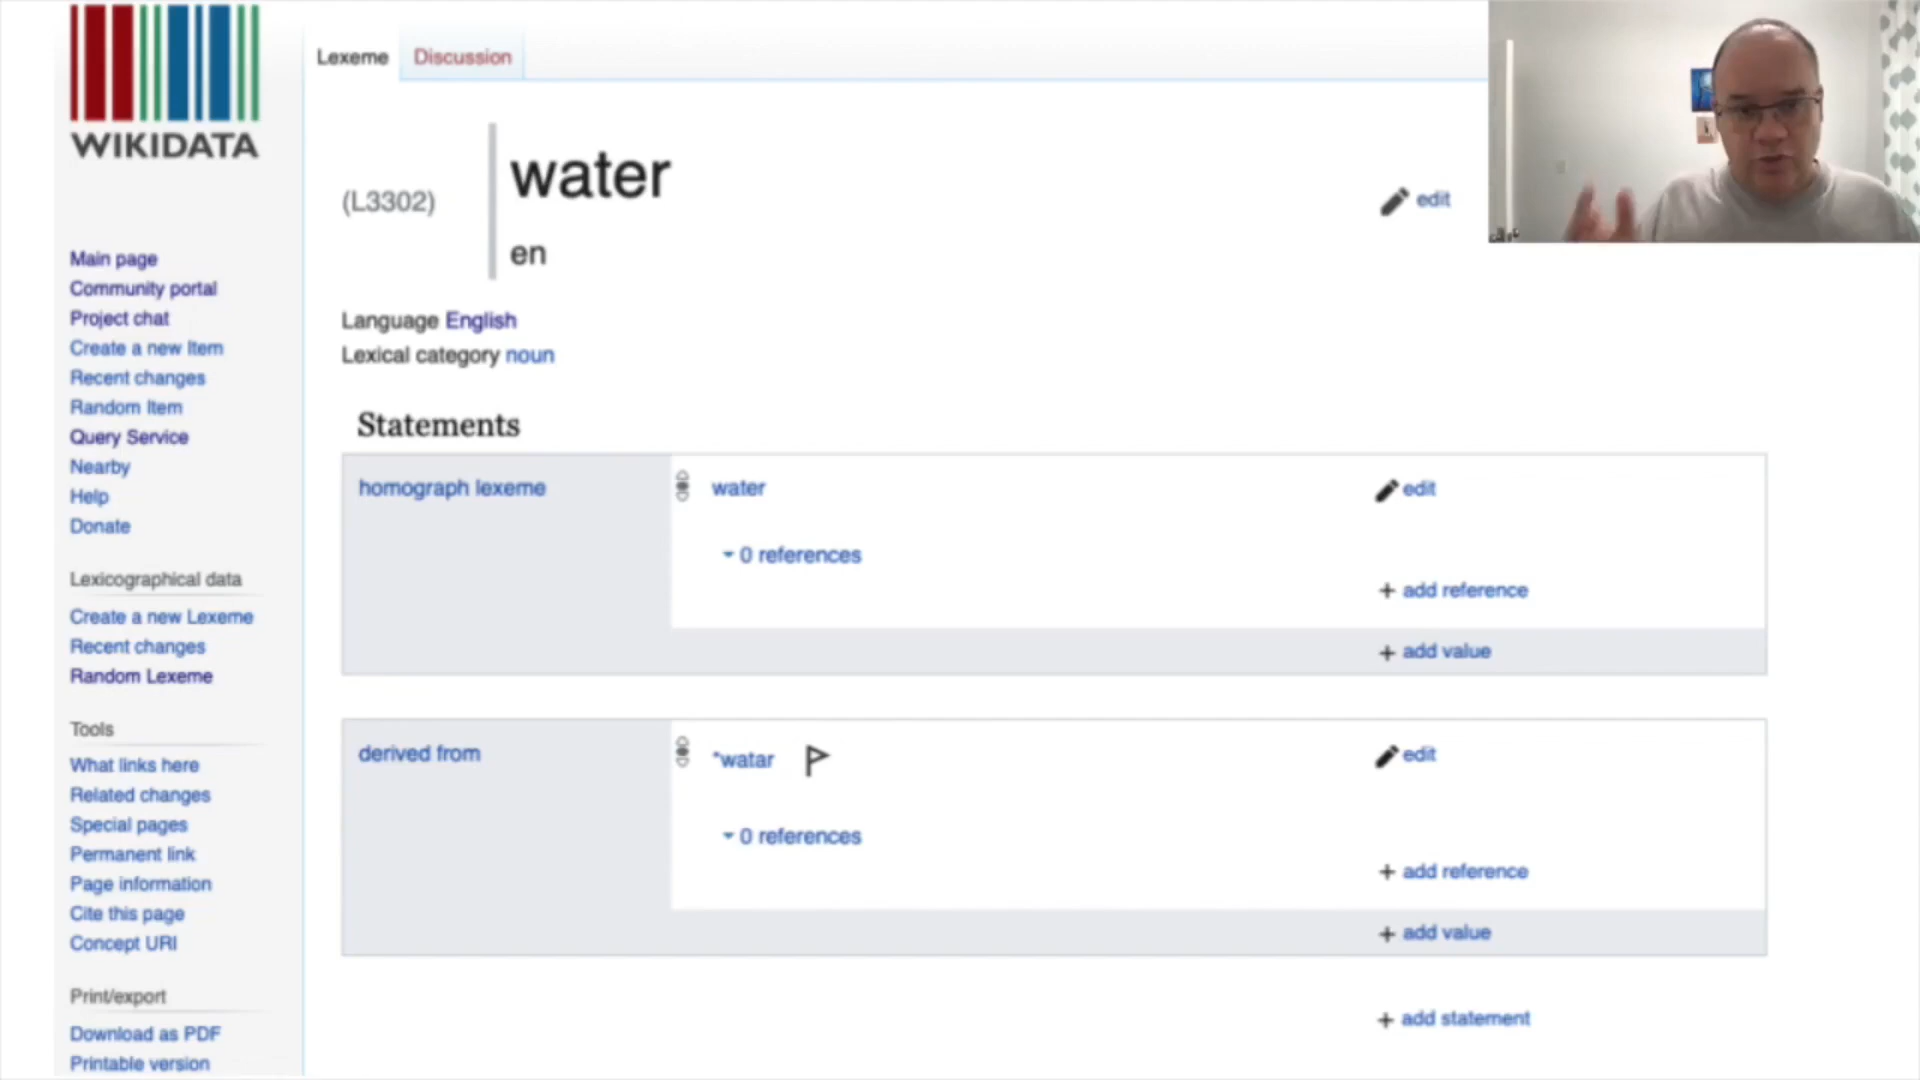 WIKIDATA
Main page
Community portal
Project chat
Create a new Item
Recent changes
Random Item
Query Service
Nearby
Help
Donate
Lexicographical data
Create a new Lexeme
Recent changes
Random Lexeme
Tools
What links here
Related changes
Special pages
Permanent link
Page information
Cite this page
Concept URI
Print/export
Download as PDF
Printable version
Lexeme Discussion
(L3302) water edit
en
Language English
Lexical category noun
Statements
homograph lexeme water edit
0 references
+ add reference
+ add value
derived from *watar edit
0 references
+ add reference
+ add value
+ add statement